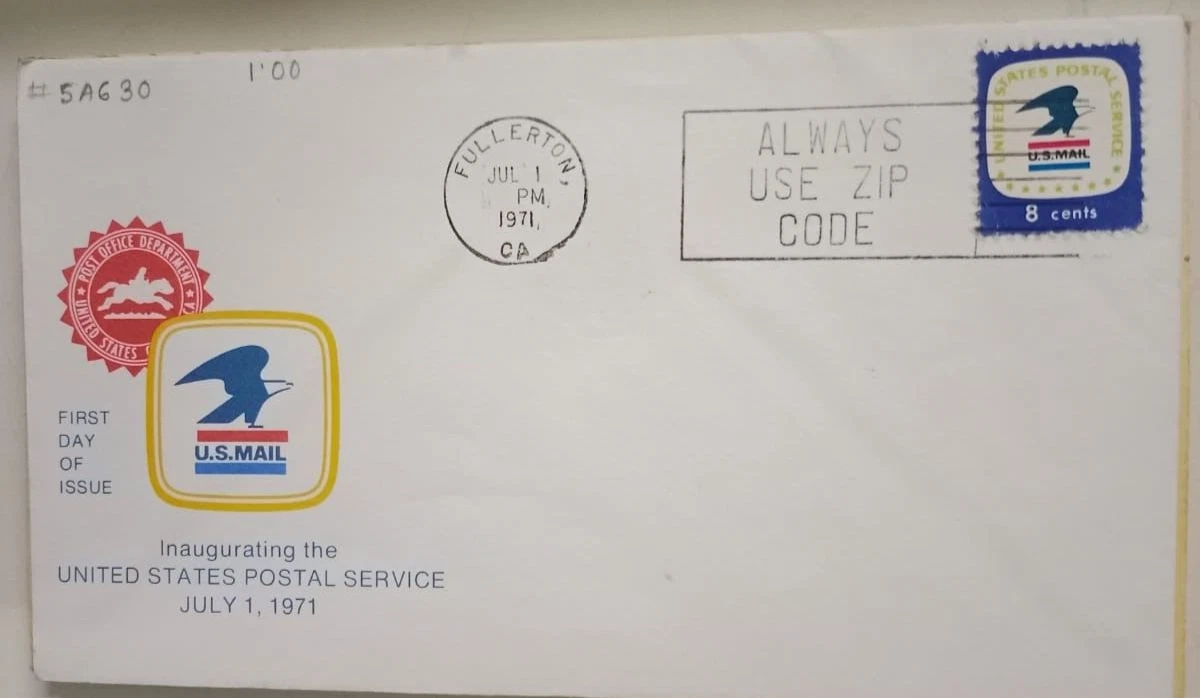 # 5A630
1'00
FULLERTON,
JUL 1
PM
1971,
CA
ALWAYS
USE ZIP
CODE
UNITED STATES POSTAL SERVICE
U.S.MAIL
8 cents
POST OFFICE DEPARTMENT
UNITED STATES
U.S.MAIL
FIRST
DAY
OF
ISSUE
Inaugurating the
UNITED STATES POSTAL SERVICE
JULY 1, 1971